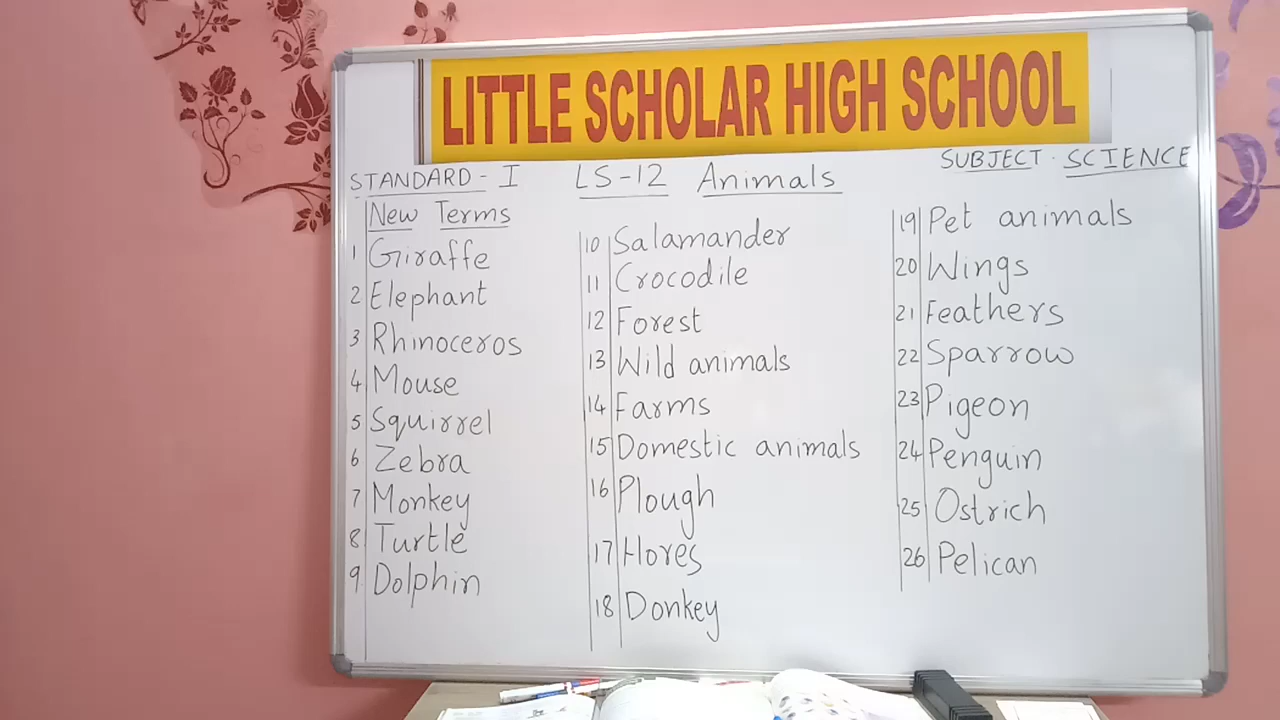 LITTLE SCHOLAR HIGH SCHOOL
STANDARD - I LS-12 Animals SUBJECT - SCIENCE
New Terms
1 Giraffe
2 Elephant
3 Rhinoceros
4 Mouse
5 Squirrel
6 Zebra
7 Monkey
8 Turtle
9 Dolphin
10 Salamander
11 Crocodile
12 Forest
13 Wild animals
14 Farms
15 Domestic animals
16 Plough
17 Hores
18 Donkey
19 Pet animals
20 Wings
21 Feathers
22 Sparrow
23 Pigeon
24 Penguin
25 Ostrich
26 Pelican